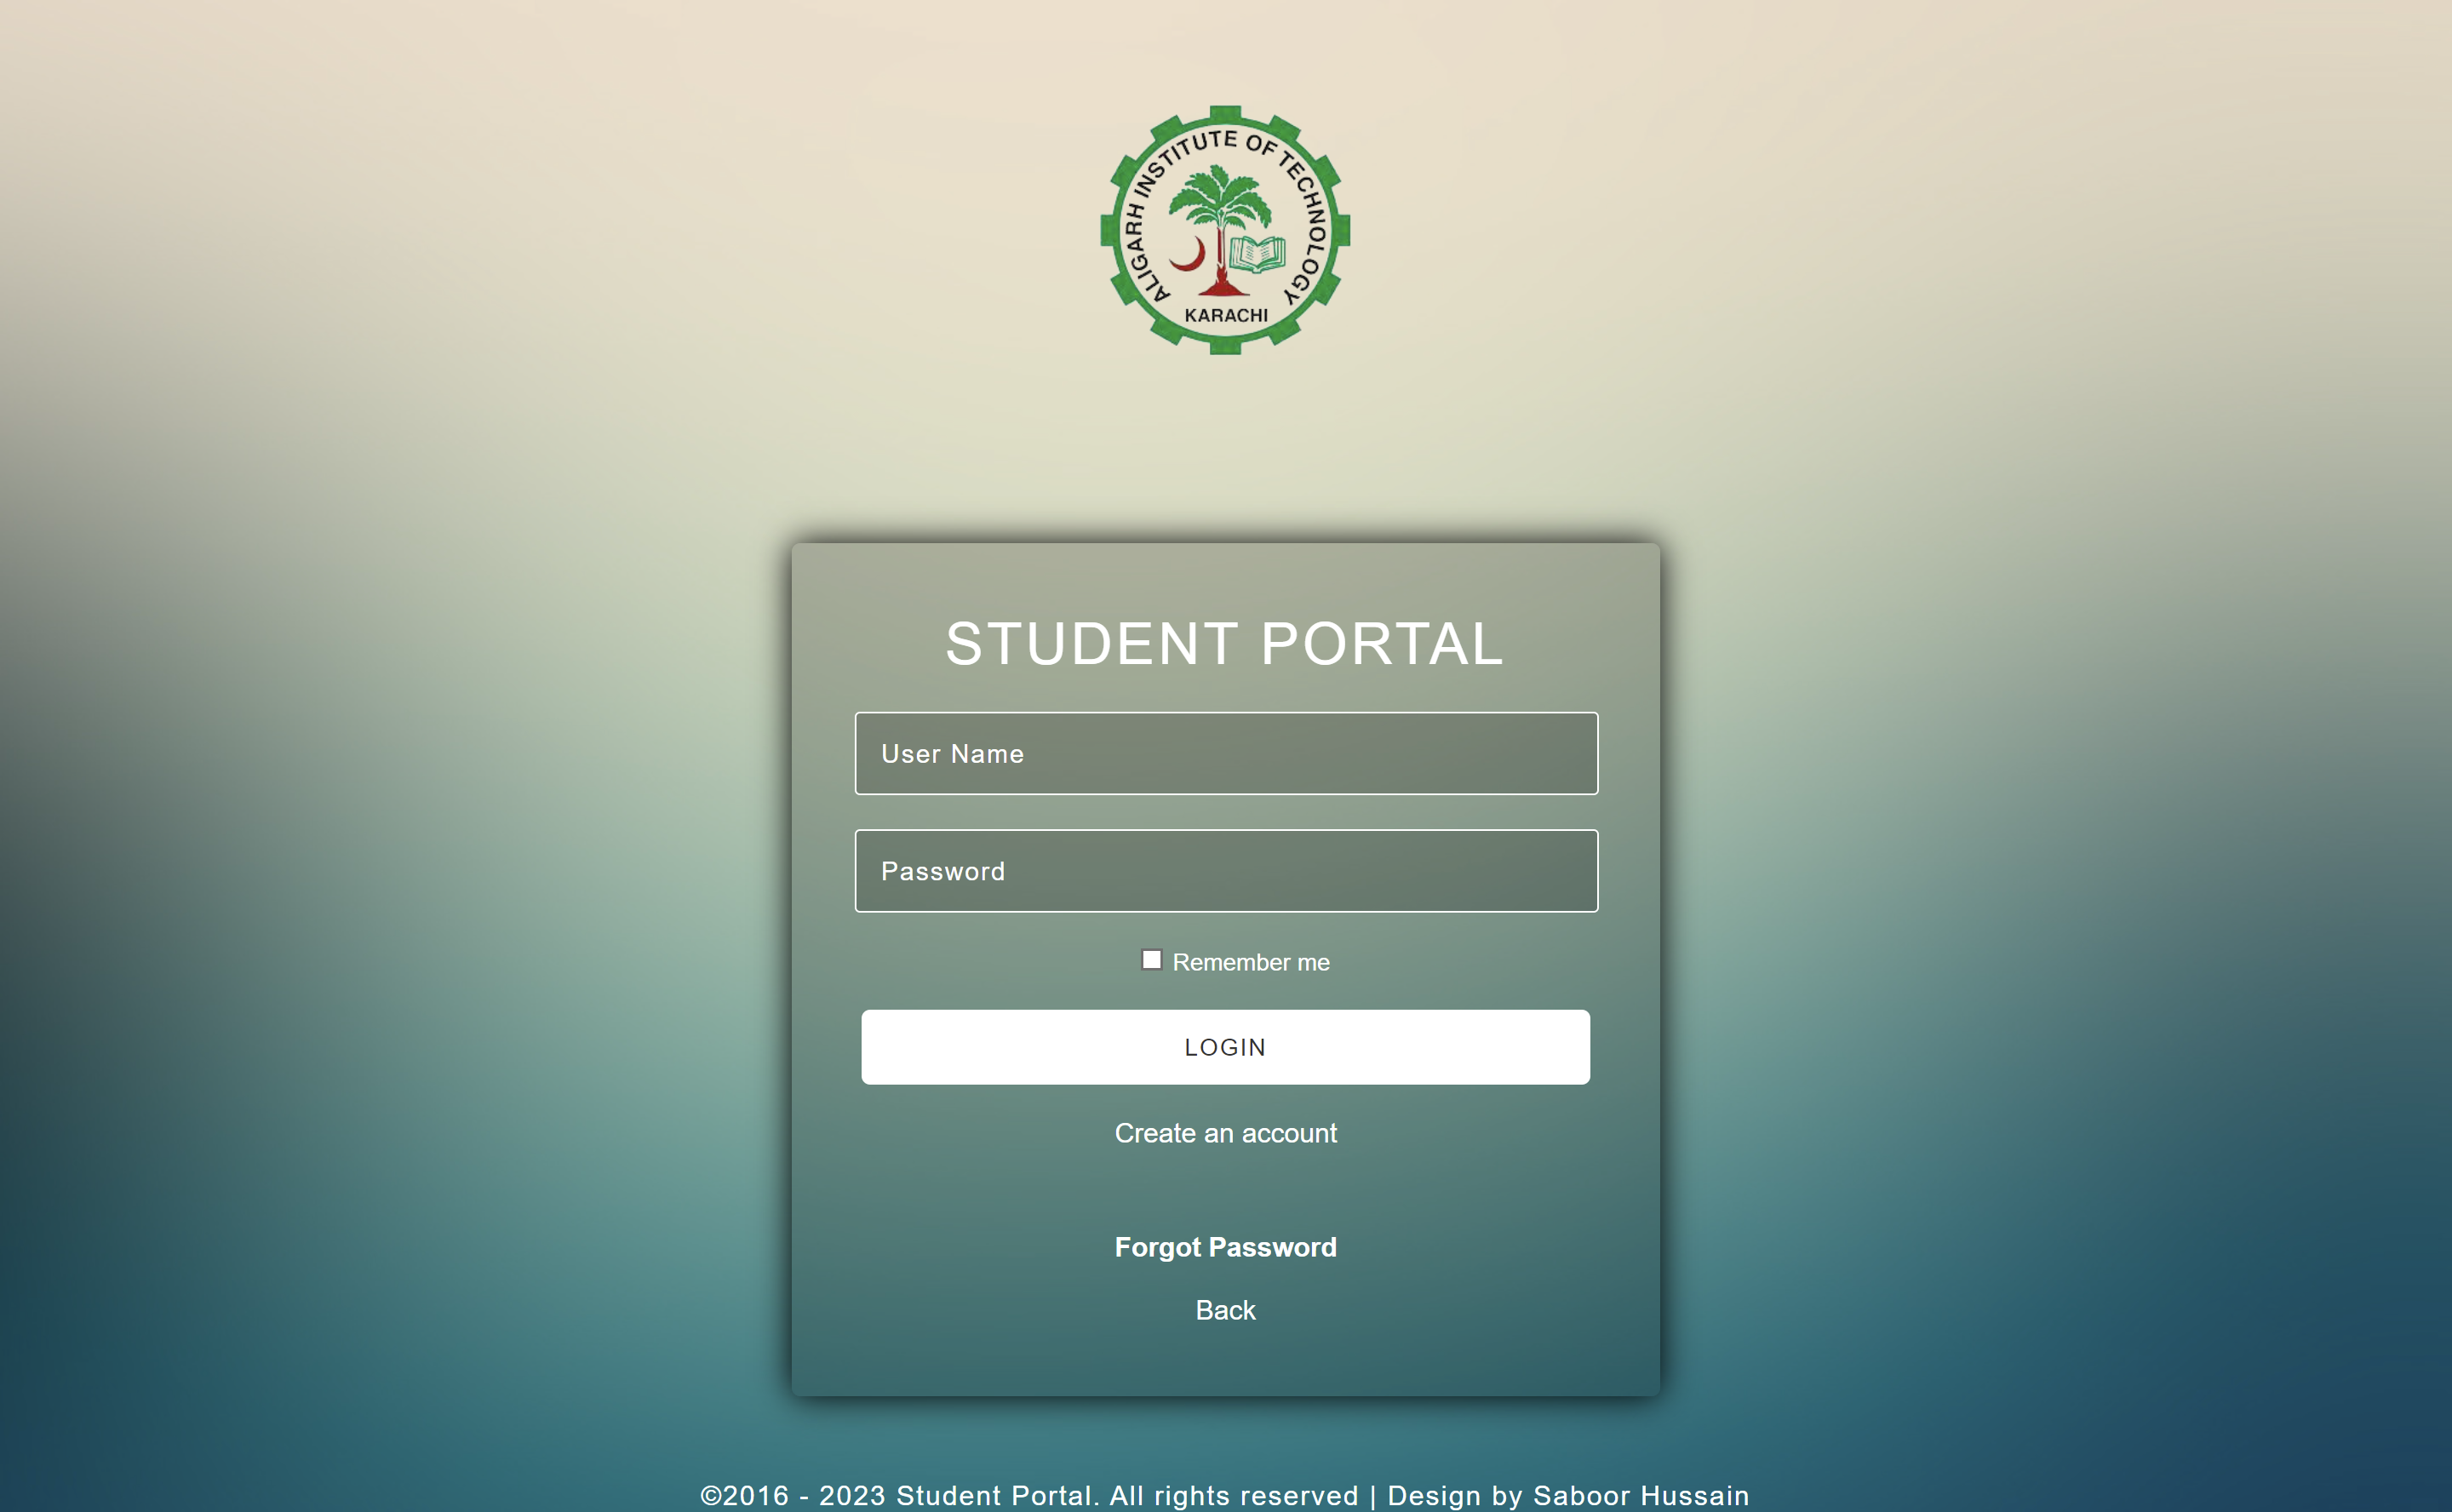 ALIGARH INSTITUTE OF TECHNOLOGY
KARACHI
STUDENT PORTAL
User Name
Password
Remember me
LOGIN
Create an account
Forgot Password
Back
©2016 - 2023 Student Portal. All rights reserved | Design by Saboor Hussain